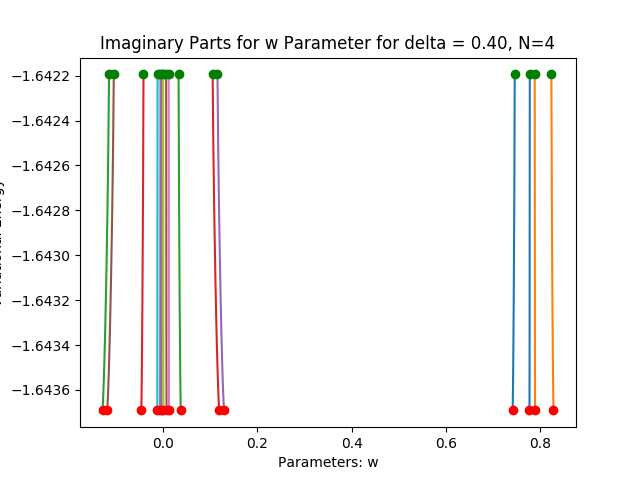 Imaginary Parts for w Parameter for delta = 0.40, N=4
−1.6422
−1.6424
−1.6426
−1.6428
−1.6430
−1.6432
−1.6434
−1.6436
0.0 0.2 0.4 0.6 0.8
Parameters: w